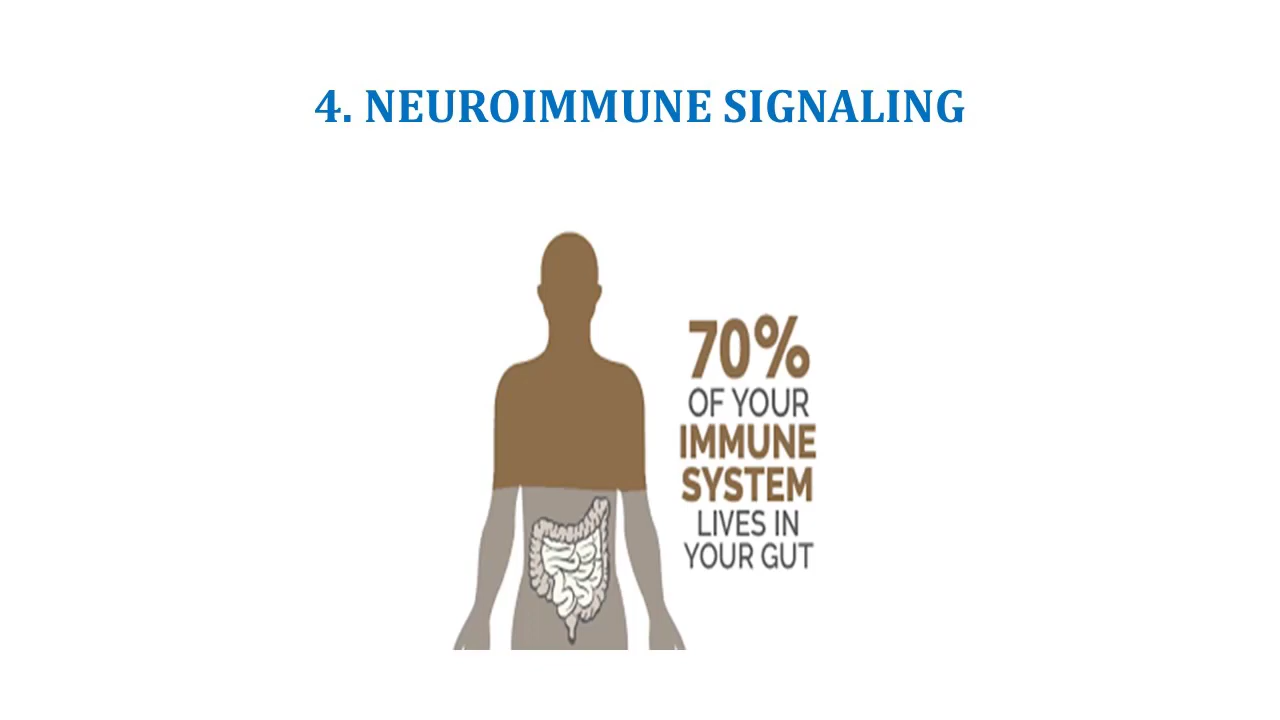 4. NEUROIMMUNE SIGNALING
70%
OF YOUR
IMMUNE
SYSTEM
LIVES IN
YOUR GUT